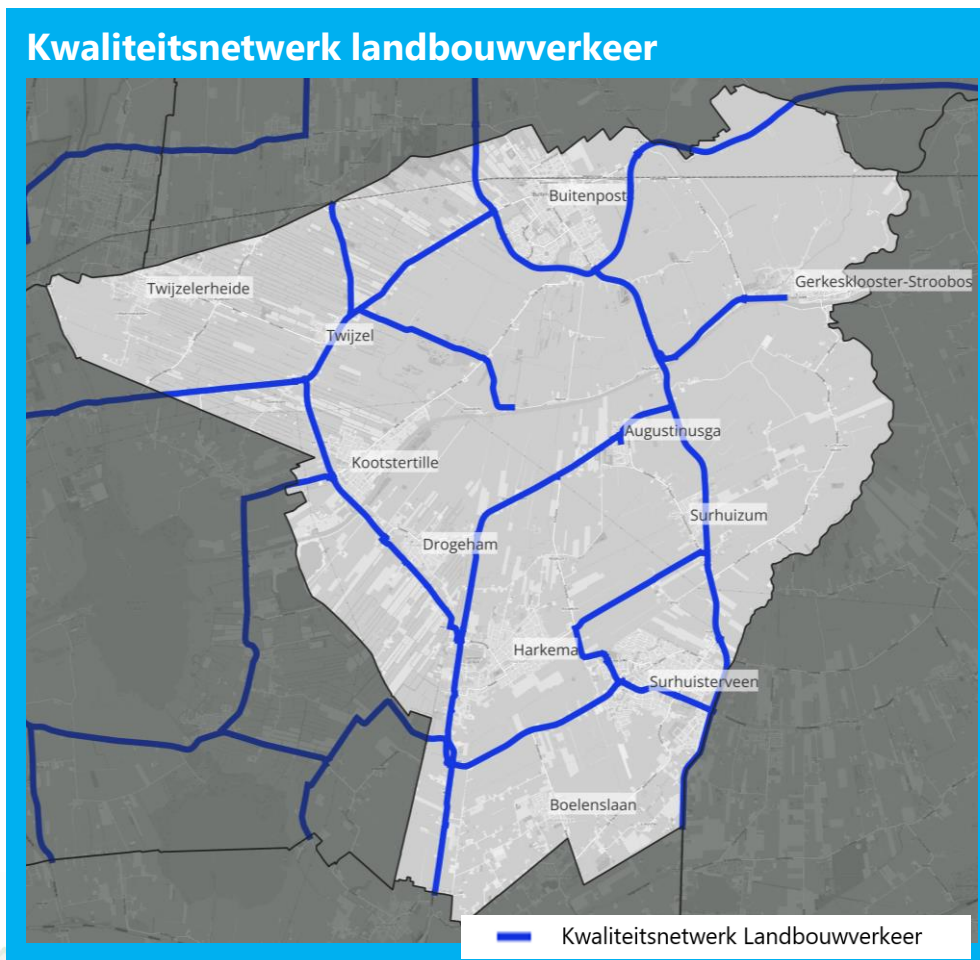 Kwaliteitsnetwerk landbouwverkeer
Buitenpost
Twijzelerheide
Gerkesklooster-Stroobos
Twijzel
Augustinusga
Kootstertille
Surhuizum
Drogeham
Harkema
Surhuisterveen
Boelenslaan
Kwaliteitsnetwerk Landbouwverkeer